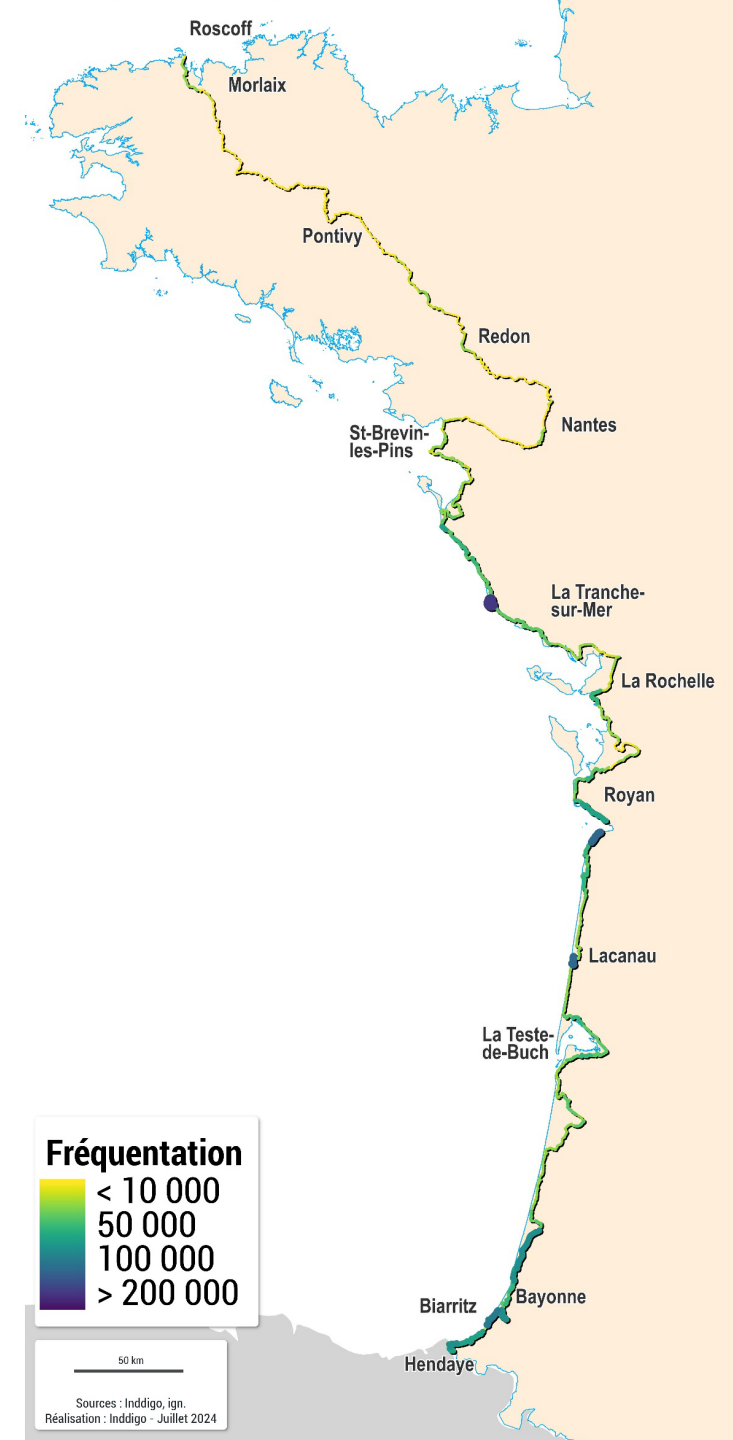 Roscoff
Morlaix
Pontivy
Redon
Nantes
St-Brevin-
les-Pins
La Tranche-
sur-Mer
La Rochelle
Royan
Lacanau
La Teste-
de-Buch
Bayonne
Biarritz
Hendaye
Fréquentation
< 10 000
50 000
100 000
> 200 000
50 km
Sources : Inddigo, ign.
Réalisation : Inddigo - Juillet 2024